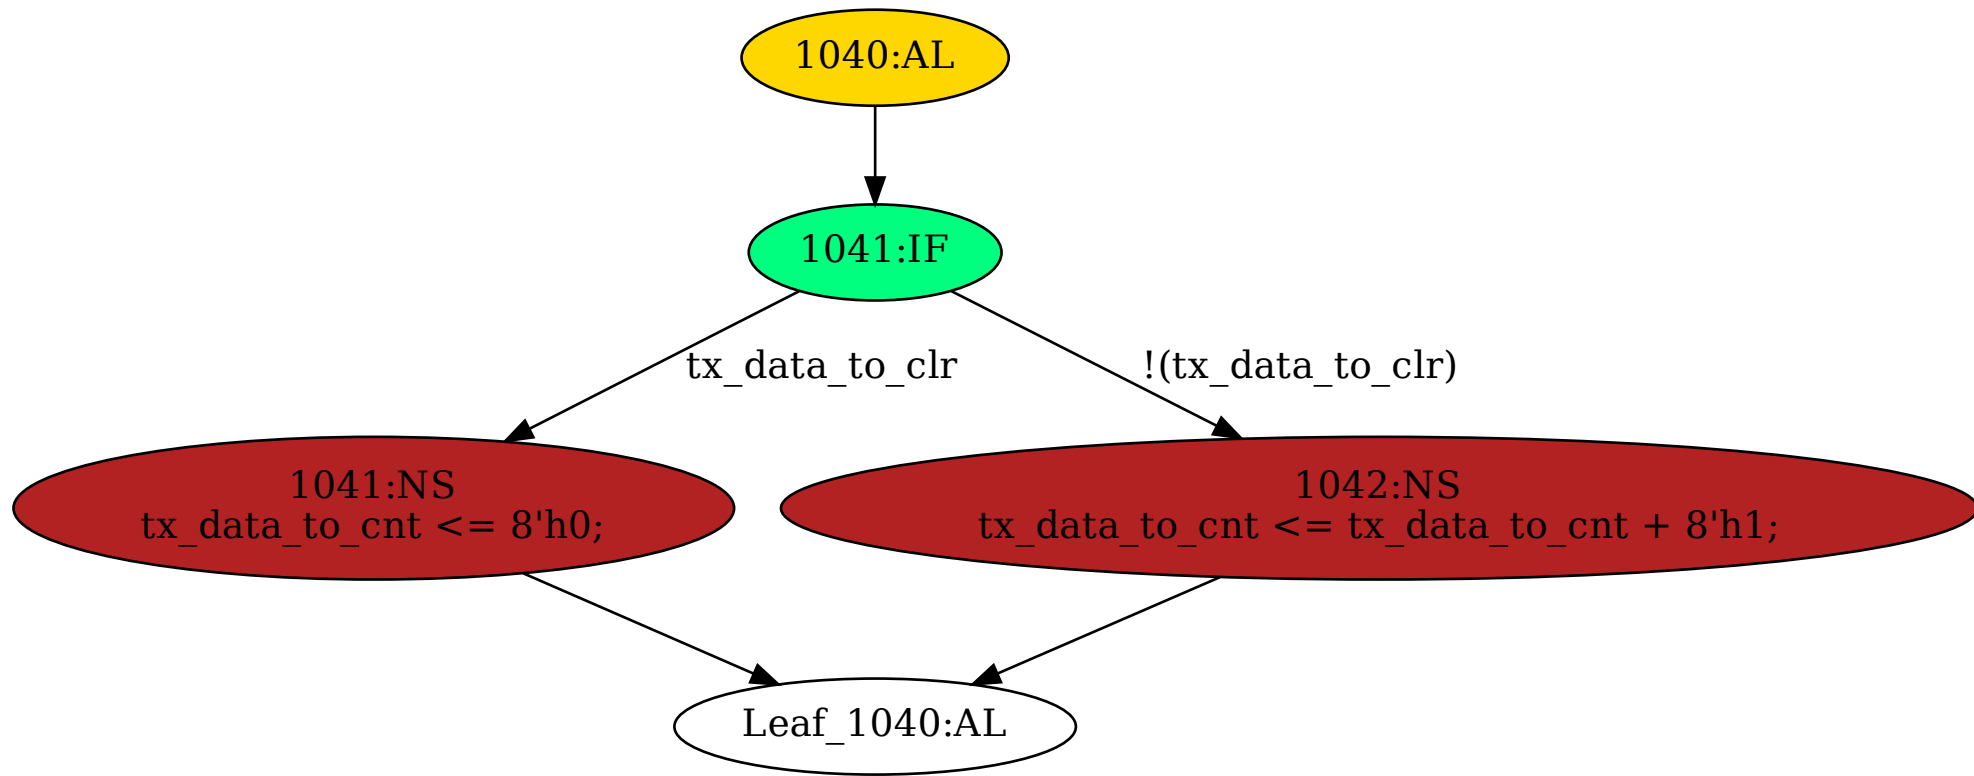 1040:AL
1041:IF
tx_data_to_clr
!(tx_data_to_clr)
1041:NS
tx_data_to_cnt <= 8'h0;
1042:NS
tx_data_to_cnt <= tx_data_to_cnt + 8'h1;
Leaf_1040:AL